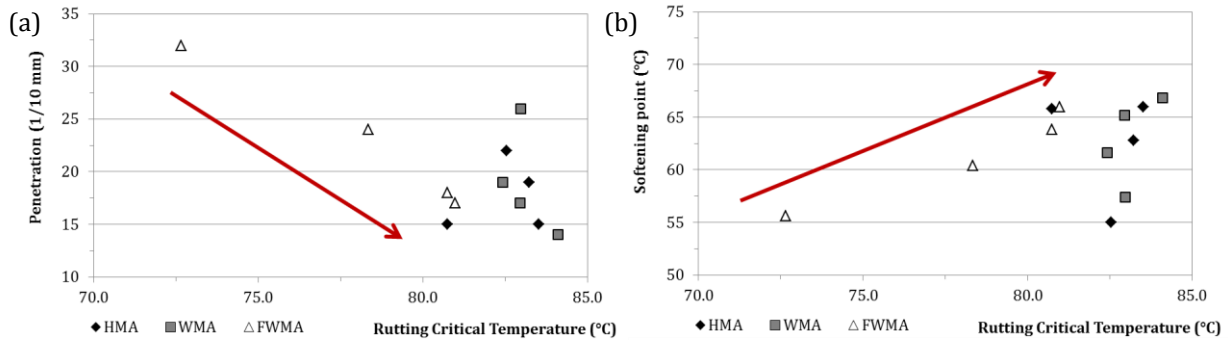 (a)
Penetration (1/10 mm)
35
30
25
20
15
10
70.0 75.0 80.0 85.0
HMA WMA FWMA Rutting Critical Temperature (°C)
(b)
Softening point (°C)
75
70
65
60
55
50
70.0 75.0 80.0 85.0
HMA WMA FWMA Rutting Critical Temperature (°C)